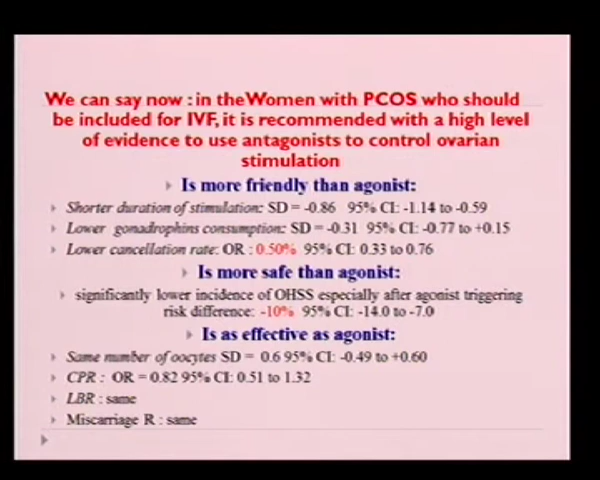 We can say now : in the Women with PCOS who should
be included for IVF, it is recommended with a high level
of evidence to use antagonists to control ovarian
stimulation
Is more friendly than agonist:
Shorter duration of stimulation: SD = -0.86 95% CI: -1.14 to -0.59
Lower gonadrophins consumption: SD = -0.31 95% CI: -0.77 to +0.15
Lower cancellation rate: OR : 0.50% 95% CI: 0.33 to 0.76
Is more safe than agonist:
significantly lower incidence of OHSS especially after agonist triggering
risk difference: -10% 95% CI: -14.0 to -7.0
Is as effective as agonist:
Same number of oocytes SD = 0.6 95% CI: -0.49 to +0.60
CPR : OR = 0.82 95% CI: 0.51 to 1.32
LBR : same
Miscarriage R : same